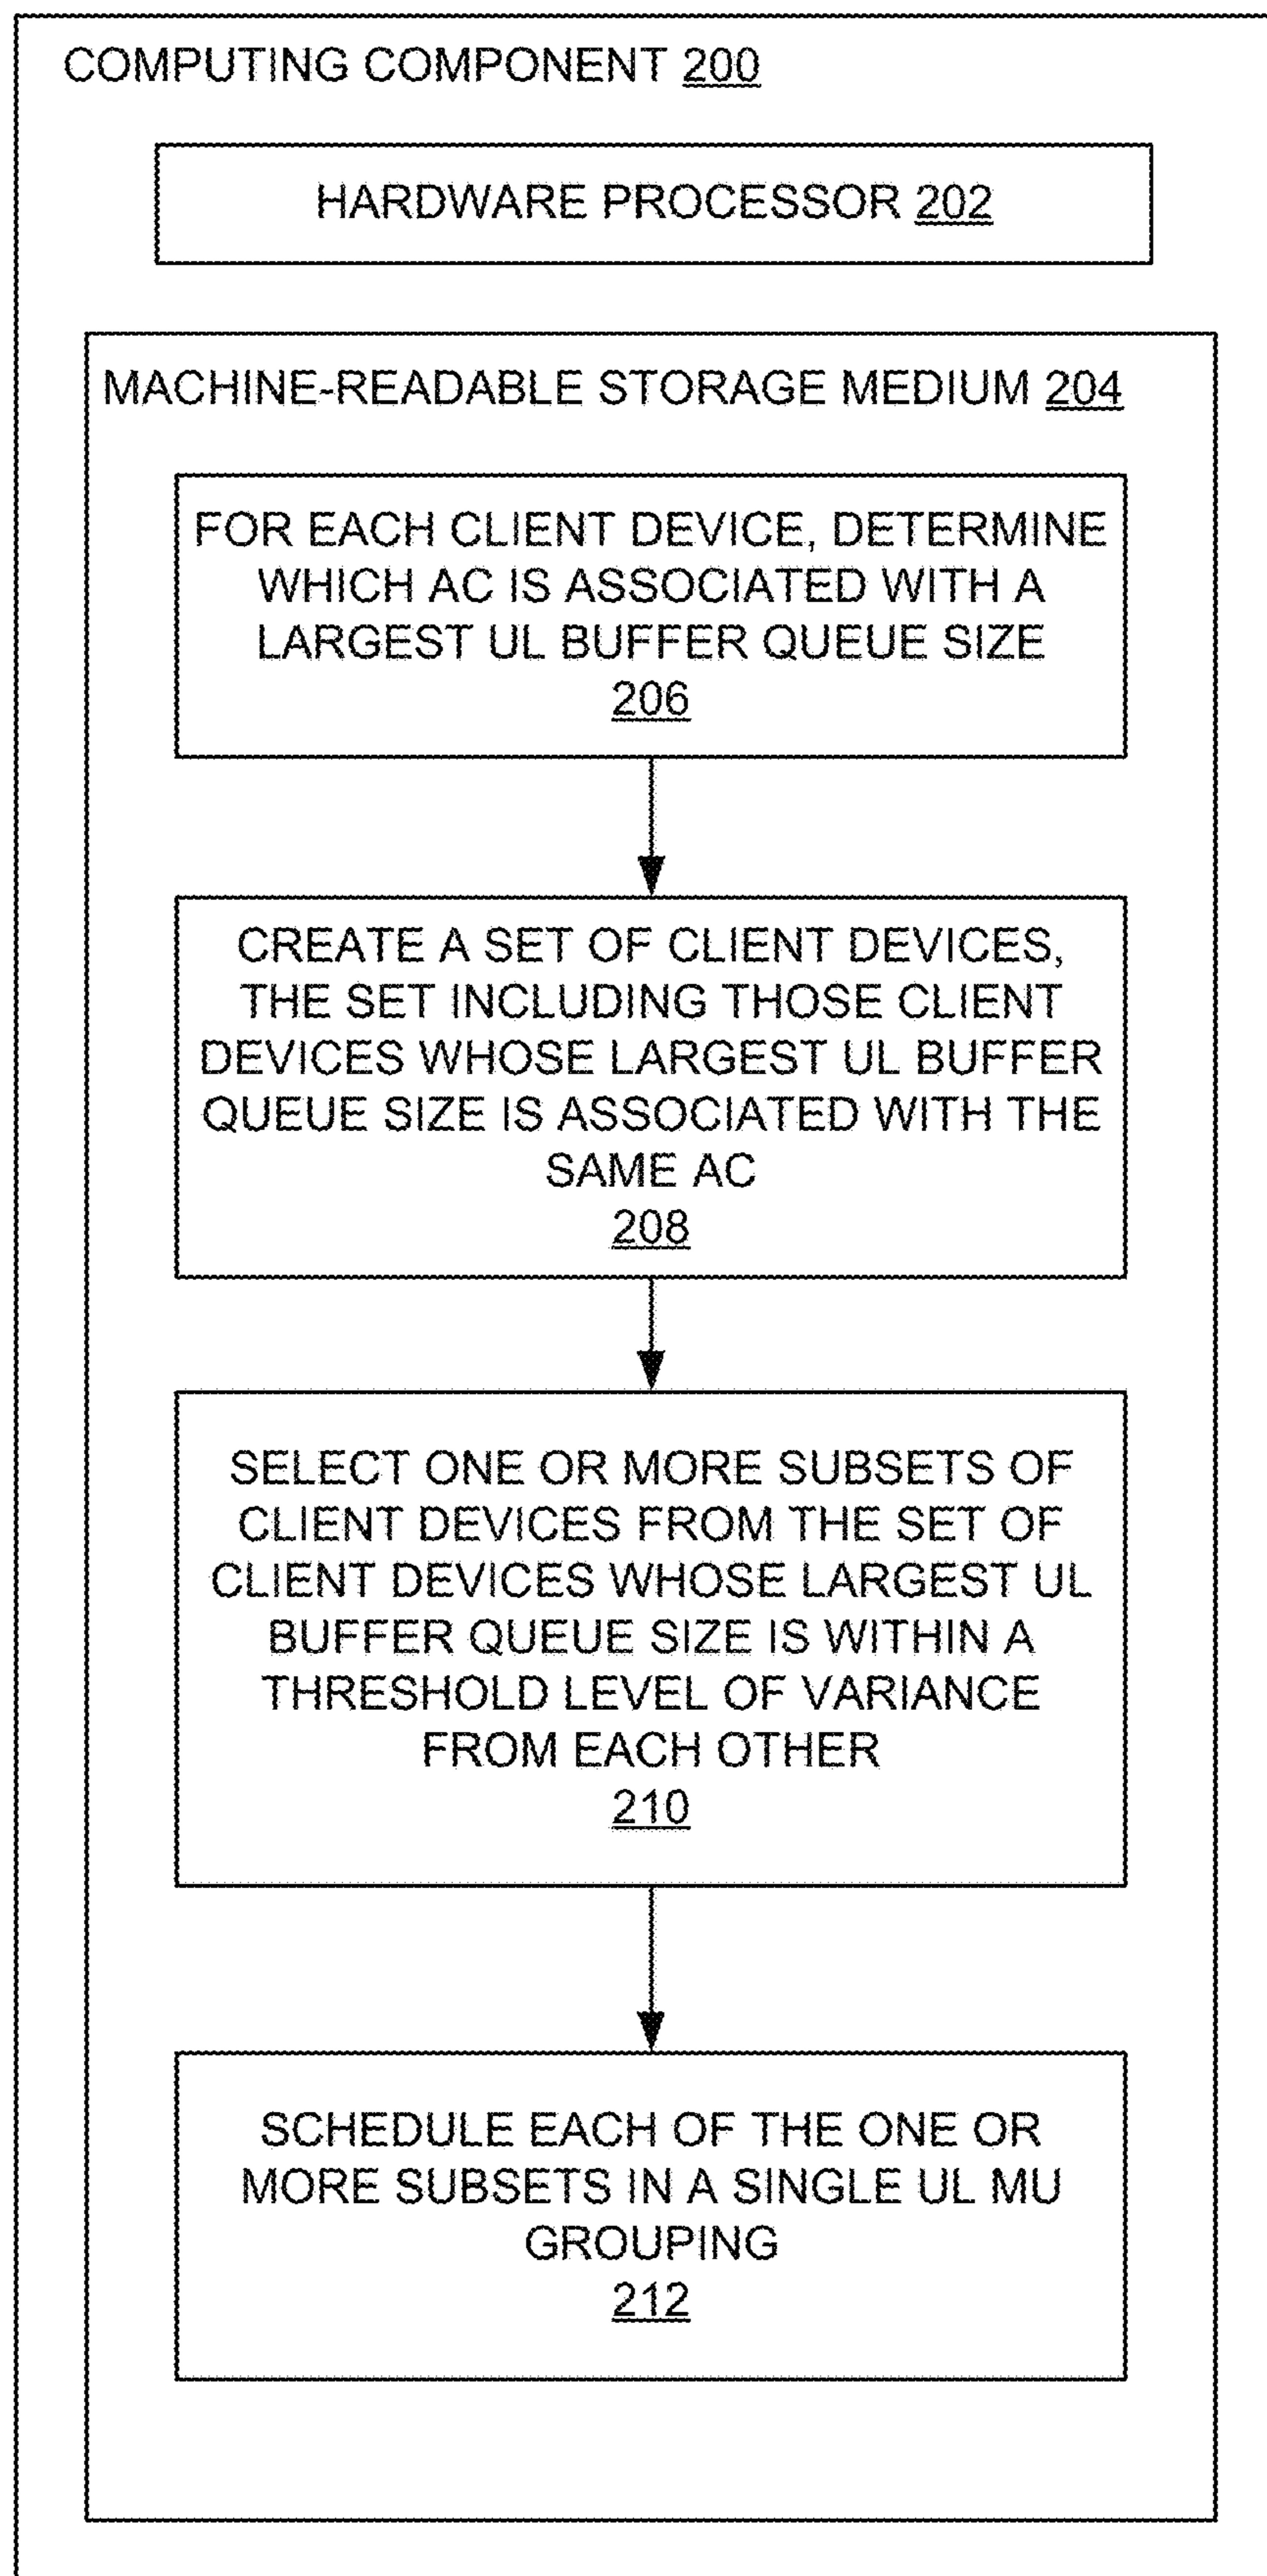 COMPUTING COMPONENT 200
HARDWARE PROCESSOR 202
MACHINE-READABLE STORAGE MEDIUM 204
FOR EACH CLIENT DEVICE, DETERMINE
WHICH AC IS ASSOCIATED WITH A
LARGEST UL BUFFER QUEUE SIZE
206
CREATE A SET OF CLIENT DEVICES,
THE SET INCLUDING THOSE CLIENT
DEVICES WHOSE LARGEST UL BUFFER
QUEUE SIZE IS ASSOCIATED WITH THE
SAME AC
208
SELECT ONE OR MORE SUBSETS OF
CLIENT DEVICES FROM THE SET OF
CLIENT DEVICES WHOSE LARGEST UL
BUFFER QUEUE SIZE IS WITHIN A
THRESHOLD LEVEL OF VARIANCE
FROM EACH OTHER
210
SCHEDULE EACH OF THE ONE OR
MORE SUBSETS IN A SINGLE UL MU
GROUPING
212